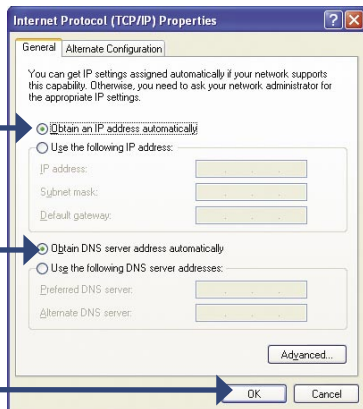 Internet Protocol (TCP/IP) Properties
General
Alternate Configuration
You can get IP settings assigned automatically if your network supports
this capability. Otherwise, you need to ask your network administrator for
the appropriate IP settings.
Obtain an IP address automatically
Use the following IP address:
IP address:
Subnet mask:
Default gateway:
Obtain DNS server address automatically
Use the following DNS server addresses:
Preferred DNS server:
Alternate DNS server:
Advanced...
OK
Cancel